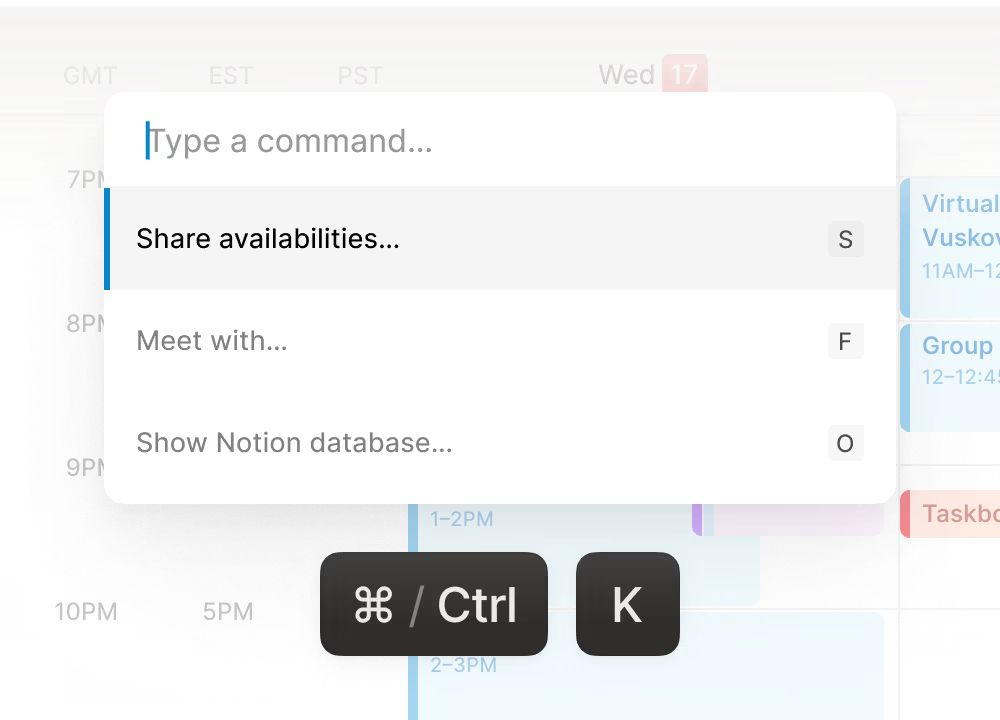 GMT EST PST Wed 17
Type a command...
7PM
Virtual
Share availabilities... S
Vuskov
11AM–12
8PM
Meet with... F
Group
12–12:45
Show Notion database... O
9PM
1–2PM
Taskbo
⌘ / Ctrl K
10PM 5PM
2–3PM